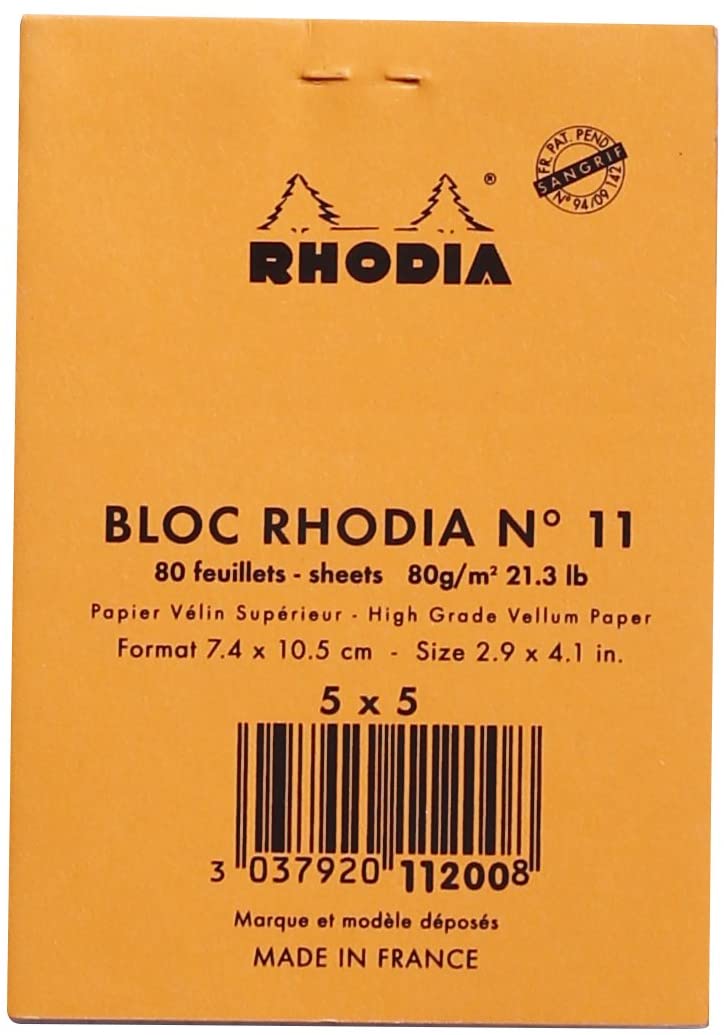 FR. PAT. PEND
SANGRIF
N° 94/09 142
®
RHODIA
BLOC RHODIA N° 11
80 feuillets - sheets 80g/m² 21.3 lb
Papier Vélin Supérieur - High Grade Vellum Paper
Format 7.4 x 10.5 cm - Size 2.9 x 4.1 in.
5 x 5
3 037920 112008
Marque et modèle déposés
MADE IN FRANCE